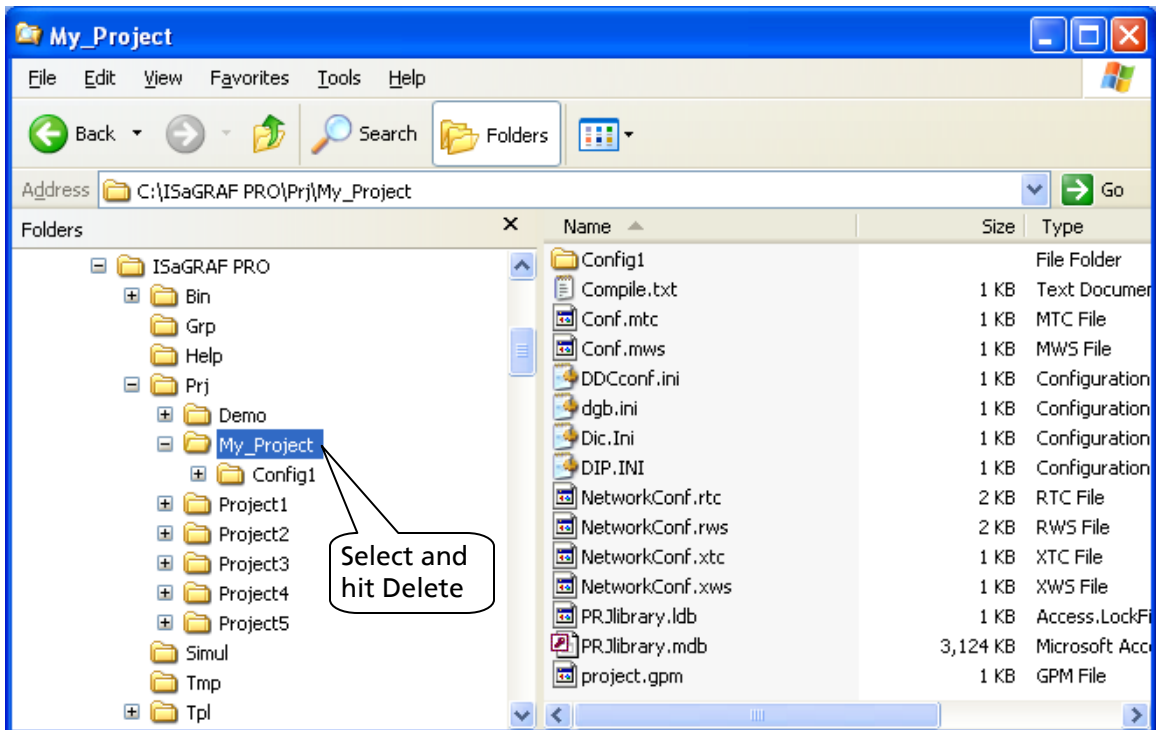 My_Project
File Edit View Favorites Tools Help
Back Search Folders
Address C:\ISaGRAF PRO\Prj\My_Project Go
Folders Name Size Type
ISaGRAF PRO
Bin
Grp
Help
Prj
Demo
My_Project
Config1
Project1
Project2
Project3
Project4
Project5
Simul
Tmp
Tpl
Select and
hit Delete
Config1 File Folder
Compile.txt 1 KB Text Documer
Conf.mtc 1 KB MTC File
Conf.mws 1 KB MWS File
DDCconf.ini 1 KB Configuration
dgb.ini 1 KB Configuration
Dic.Ini 1 KB Configuration
DIP.INI 1 KB Configuration
NetworkConf.rtc 2 KB RTC File
NetworkConf.rws 2 KB RWS File
NetworkConf.xtc 1 KB XTC File
NetworkConf.xws 1 KB XWS File
PRJlibrary.ldb 1 KB Access.LockFi
PRJlibrary.mdb 3,124 KB Microsoft Acc
project.gpm 1 KB GPM File